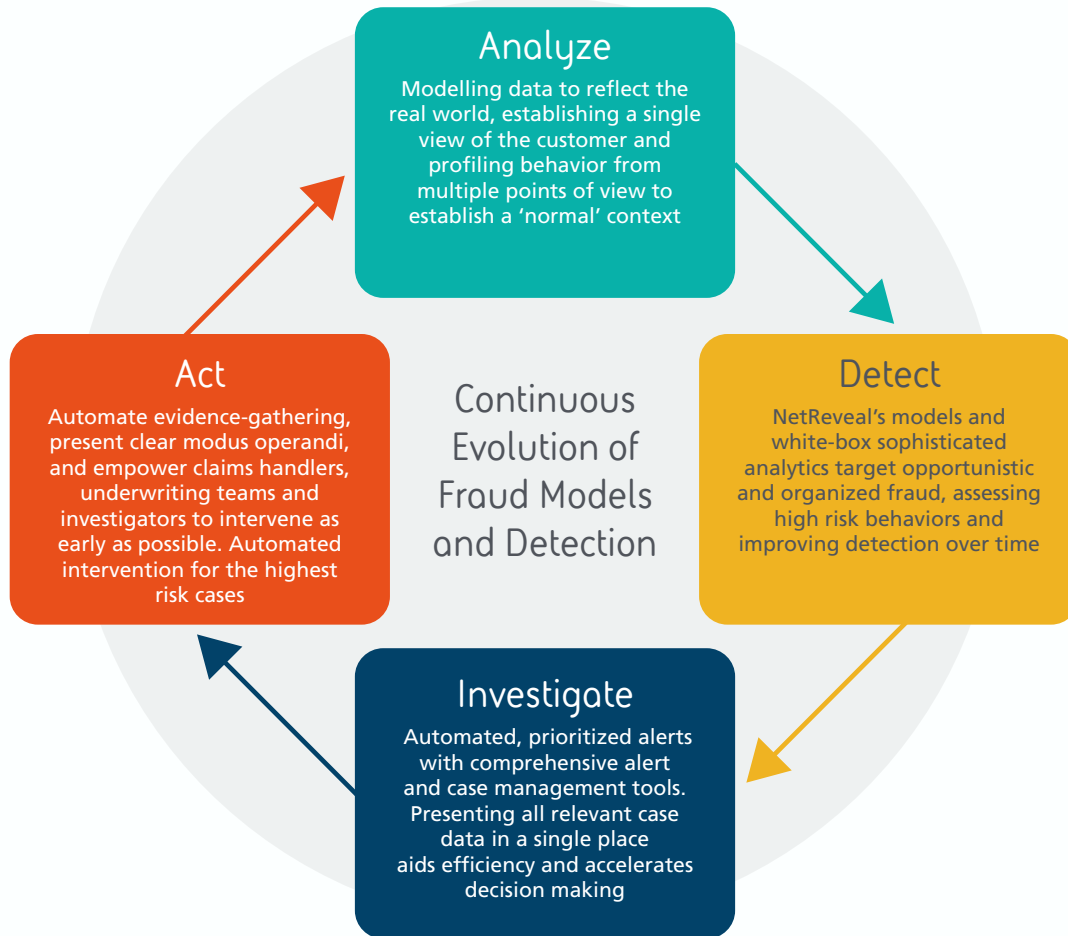 Analyze
Modelling data to reflect the
real world, establishing a single
view of the customer and
profiling behavior from
multiple points of view to
establish a ‘normal’ context
Act
Automate evidence-gathering,
present clear modus operandi,
and empower claims handlers,
underwriting teams and
investigators to intervene as
early as possible. Automated
intervention for the highest
risk cases
Continuous
Evolution of
Fraud Models
and Detection
Detect
NetReveal’s models and
white-box sophisticated
analytics target opportunistic
and organized fraud, assessing
high risk behaviors and
improving detection over time
Investigate
Automated, prioritized alerts
with comprehensive alert
and case management tools.
Presenting all relevant case
data in a single place
aids efficiency and accelerates
decision making